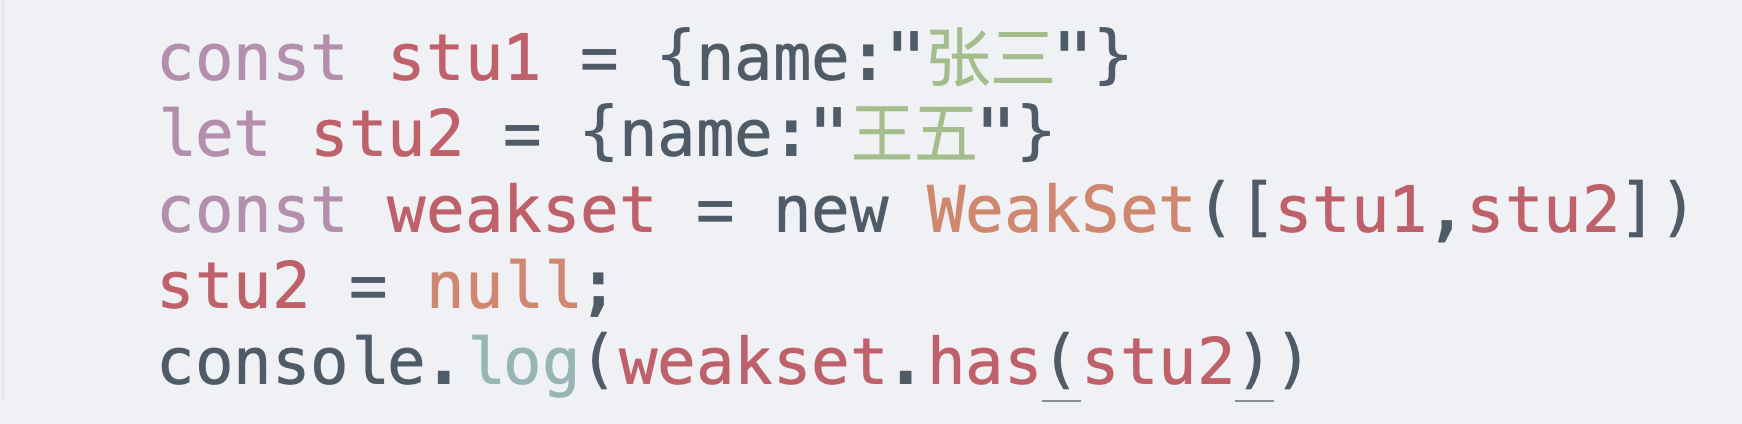 const stu1 = {name:"张三"}
let stu2 = {name:"王五"}
const weakset = new WeakSet([stu1,stu2])
stu2 = null;
console.log(weakset.has(stu2))